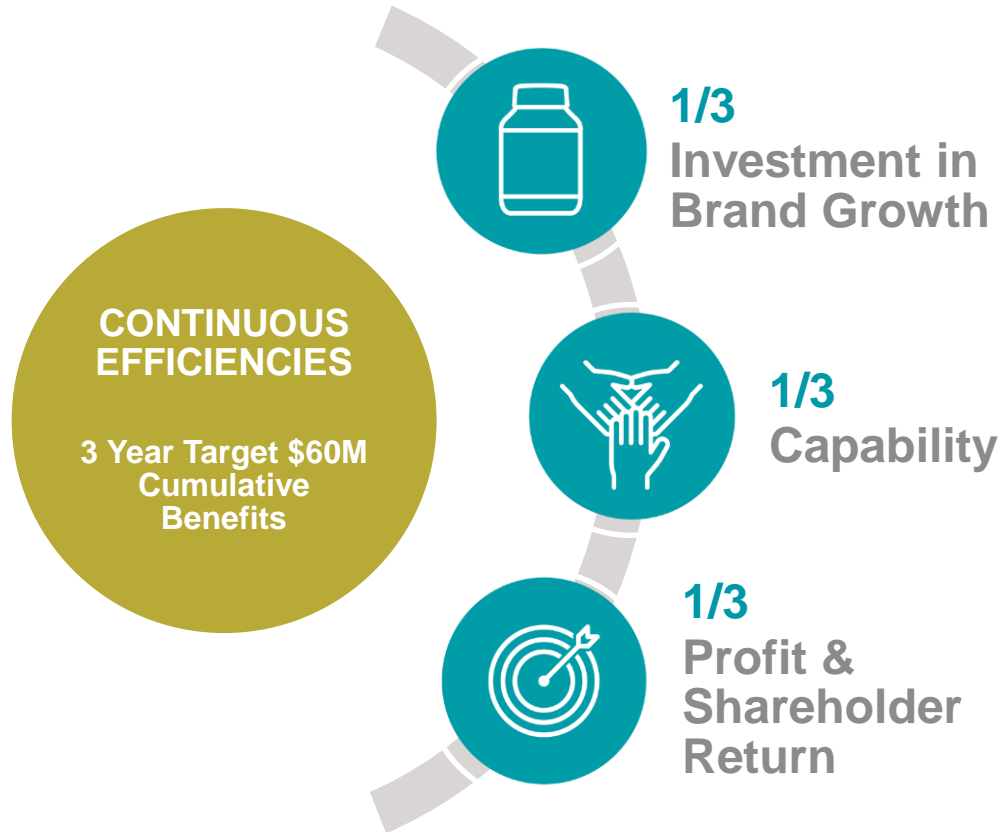 CONTINUOUS
EFFICIENCIES
3 Year Target $60M
Cumulative
Benefits
1/3
Investment in
Brand Growth
1/3
Capability
1/3
Profit &
Shareholder
Return